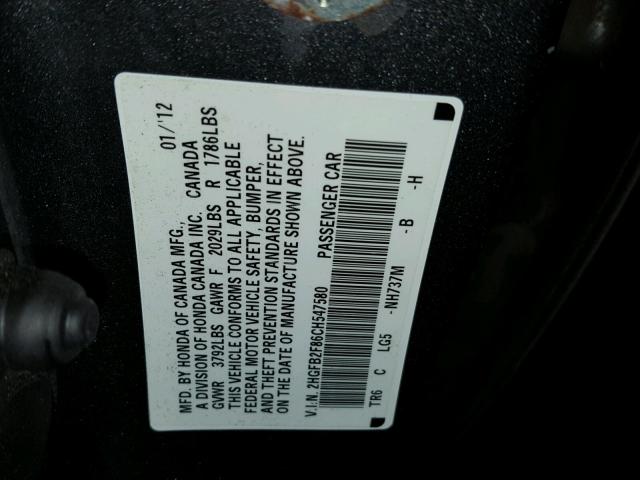 MFD. BY HONDA OF CANADA MFG., 01/'12
A DIVISION OF HONDA CANADA INC. CANADA
GVWR 3792LBS GAWR F 2029LBS R 1786LBS
THIS VEHICLE CONFORMS TO ALL APPLICABLE
FEDERAL MOTOR VEHICLE SAFETY, BUMPER,
AND THEFT PREVENTION STANDARDS IN EFFECT
ON THE DATE OF MANUFACTURE SHOWN ABOVE.
V.I.N. 2HGFB2F86CH547580 PASSENGER CAR
TR6 C LG5 -NH737M -B -H